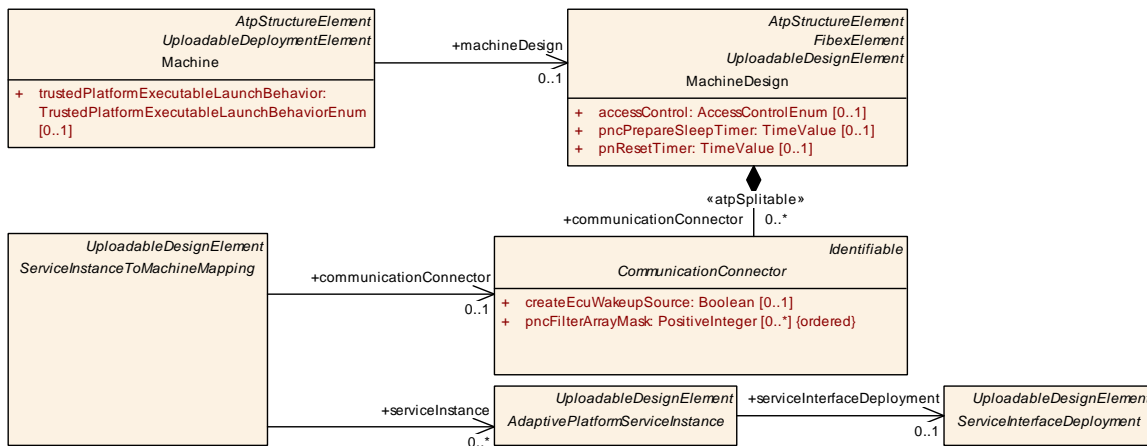 AtpStructureElement
UploadableDeploymentElement
Machine
+ trustedPlatformExecutableLaunchBehavior:
TrustedPlatformExecutableLaunchBehaviorEnum
[0..1]
+machineDesign
0..1
AtpStructureElement
FibexElement
UploadableDesignElement
MachineDesign
+ accessControl: AccessControlEnum [0..1]
+ pncPrepareSleepTimer: TimeValue [0..1]
+ pnResetTimer: TimeValue [0..1]
«atpSplitable»
+communicationConnector 0..*
UploadableDesignElement
ServiceInstanceToMachineMapping
+communicationConnector
0..1
Identifiable
CommunicationConnector
+ createEcuWakeupSource: Boolean [0..1]
+ pncFilterArrayMask: PositiveInteger [0..*] {ordered}
+serviceInstance
0..*
UploadableDesignElement
AdaptivePlatformServiceInstance
+serviceInterfaceDeployment
0..1
UploadableDesignElement
ServiceInterfaceDeployment